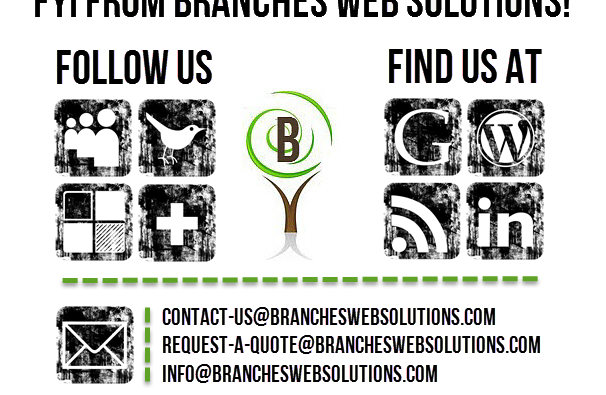 FYI FROM BRANCHES WEB SOLUTIONS!
FOLLOW US
FIND US AT
B
G
W
in
CONTACT-US@BRANCHESWEBSOLUTIONS.COM
REQUEST-A-QUOTE@BRANCHESWEBSOLUTIONS.COM
INFO@BRANCHESWEBSOLUTIONS.COM